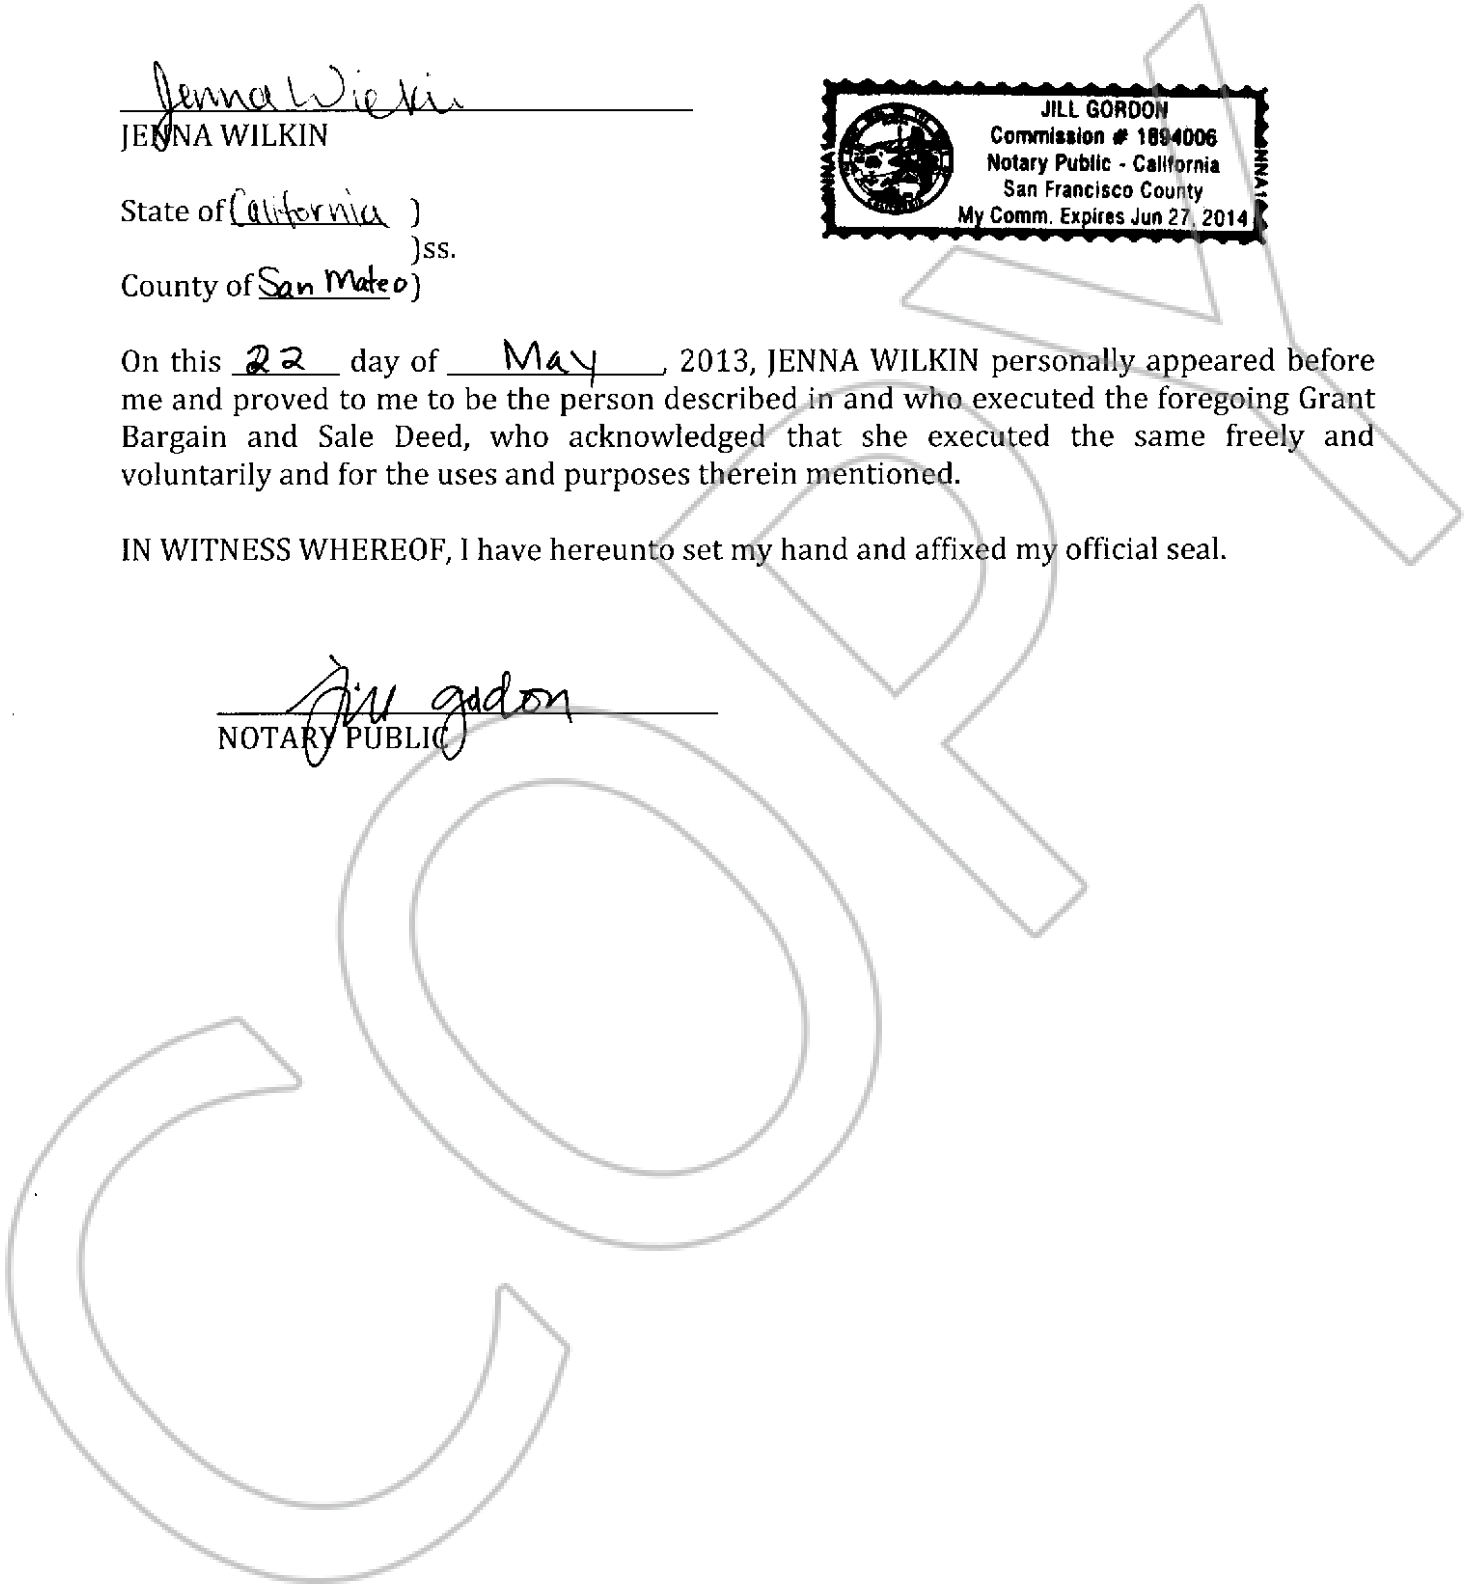 Jenna Wilkin
JENNA WILKIN
JILL GORDON
Commission # 1894006
Notary Public - California
San Francisco County
My Comm. Expires Jun 27, 2014
State of California )
)ss.
County of San Mateo)
On this 22 day of May, 2013, JENNA WILKIN personally appeared before
me and proved to me to be the person described in and who executed the foregoing Grant
Bargain and Sale Deed, who acknowledged that she executed the same freely and
voluntarily and for the uses and purposes therein mentioned.
IN WITNESS WHEREOF, I have hereunto set my hand and affixed my official seal.
Jill Gordon
NOTARY PUBLIC
COPY